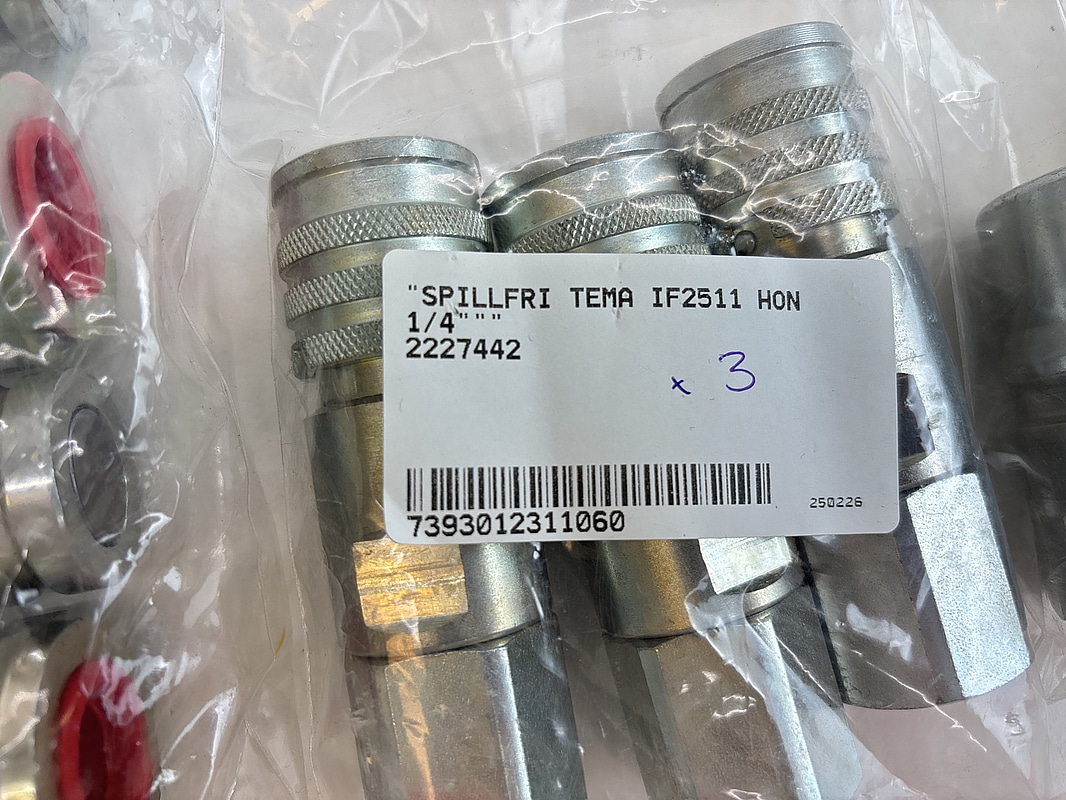 "SPILLFRI TEMA IF2511 HON
1/4"""
2227442
x 3
250226
7393012311060